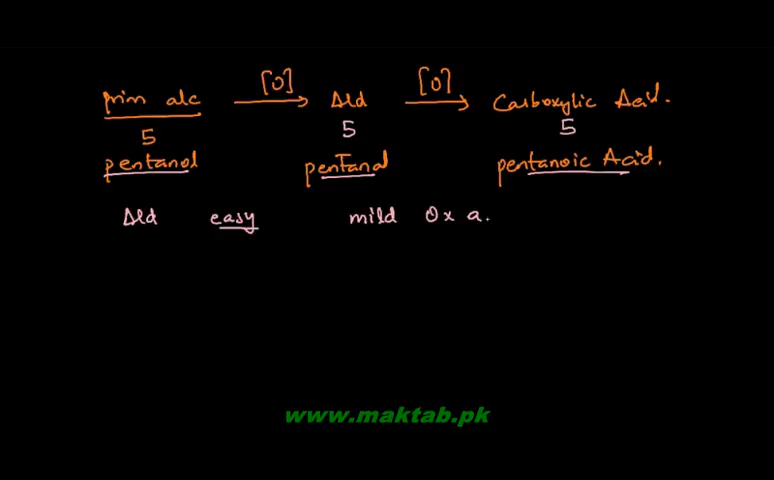 prim alc [O] Ald [O] Carboxylic Acid.
5 5 5
pentanol pentanal pentanoic Acid.
Ald easy mild Ox a.
www.maktab.pk